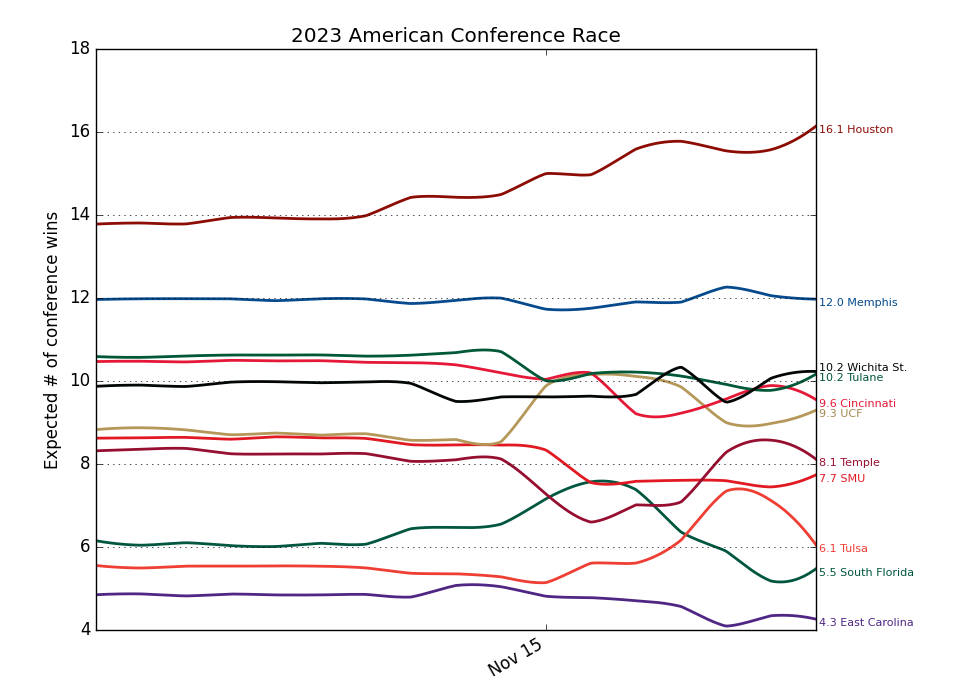 2023 American Conference Race
Expected # of conference wins
18
16
14
12
10
8
6
4
Nov 15
16.1 Houston
12.0 Memphis
10.2 Wichita St.
10.2 Tulane
9.6 Cincinnati
9.3 UCF
8.1 Temple
7.7 SMU
6.1 Tulsa
5.5 South Florida
4.3 East Carolina